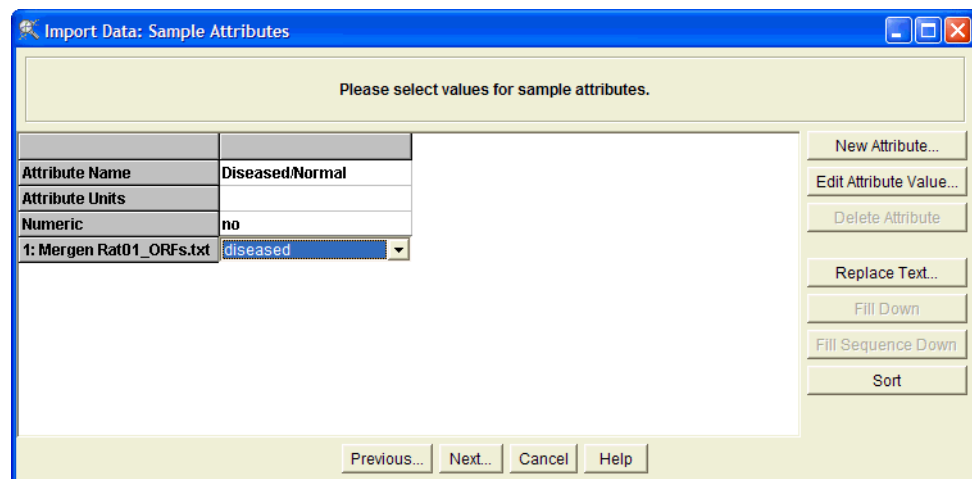 Import Data: Sample Attributes
Please select values for sample attributes.
Attribute Name Diseased/Normal
Attribute Units
Numeric no
1: Mergen Rat01_ORFs.txt diseased
New Attribute...
Edit Attribute Value...
Delete Attribute
Replace Text...
Fill Down
Fill Sequence Down
Sort
Previous... Next... Cancel Help